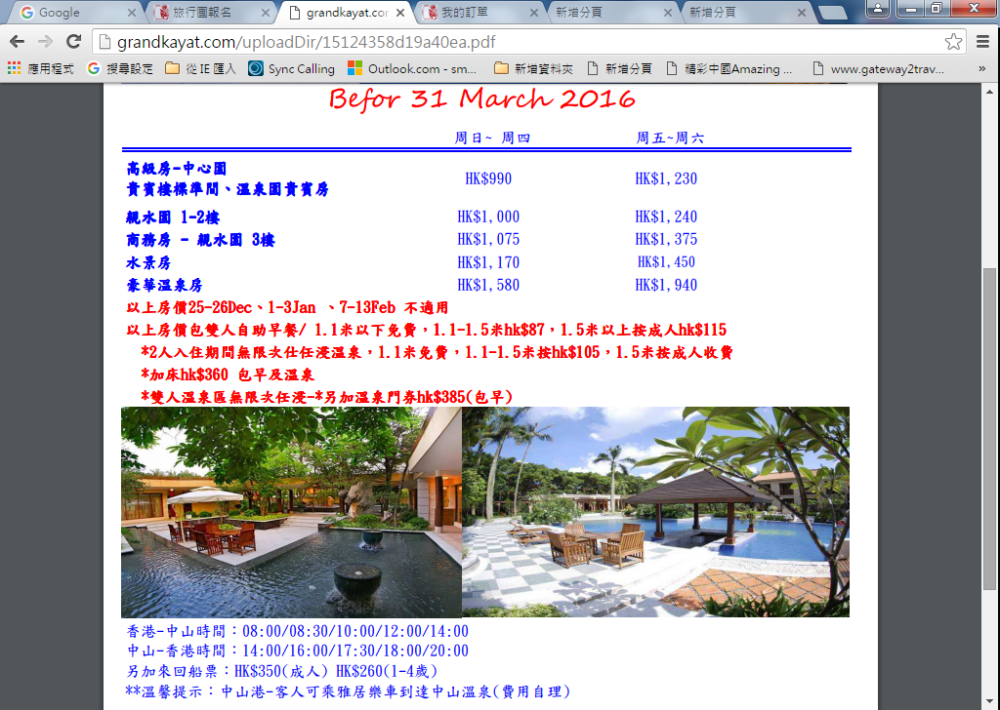 Google
旅行團報名
grandkayat.cor
我的訂單
新增分頁
新增分頁
grandkayat.com/uploadDir/15124358d19a40ea.pdf
應用程式
搜尋設定
從 IE 匯入
Sync Calling
Outlook.com - sm...
新增資料夾
新增分頁
精彩中國Amazing ...
www.gateway2trav...
»
Befor 31 March 2016
周日~ 周四 周五~周六
高級房-中心園
貴賓樓標準間、溫泉園貴賓房 HK$990 HK$1,230
親水園 1-2樓 HK$1,000 HK$1,240
商務房 - 親水園 3樓 HK$1,075 HK$1,375
水景房 HK$1,170 HK$1,450
豪華溫泉房 HK$1,580 HK$1,940
以上房價25-26Dec、1-3Jan 、7-13Feb 不適用
以上房價包雙人自助早餐/ 1.1米以下免費，1.1-1.5米hk$87，1.5米以上按成人hk$115
*2人入住期間無限次仕任浸溫泉，1.1米免費，1.1-1.5米按hk$105，1.5米按成人收費
*加床hk$360 包早及溫泉
*雙人溫泉區無限次任浸-*另加溫泉門券hk$385(包早)
香港-中山時間：08:00/08:30/10:00/12:00/14:00
中山-香港時間：14:00/16:00/17:30/18:00/20:00
另加來回船票：HK$350(成人) HK$260(1-4歲)
**溫馨提示：中山港-客人可乘雅居樂車到達中山溫泉(費用自理)